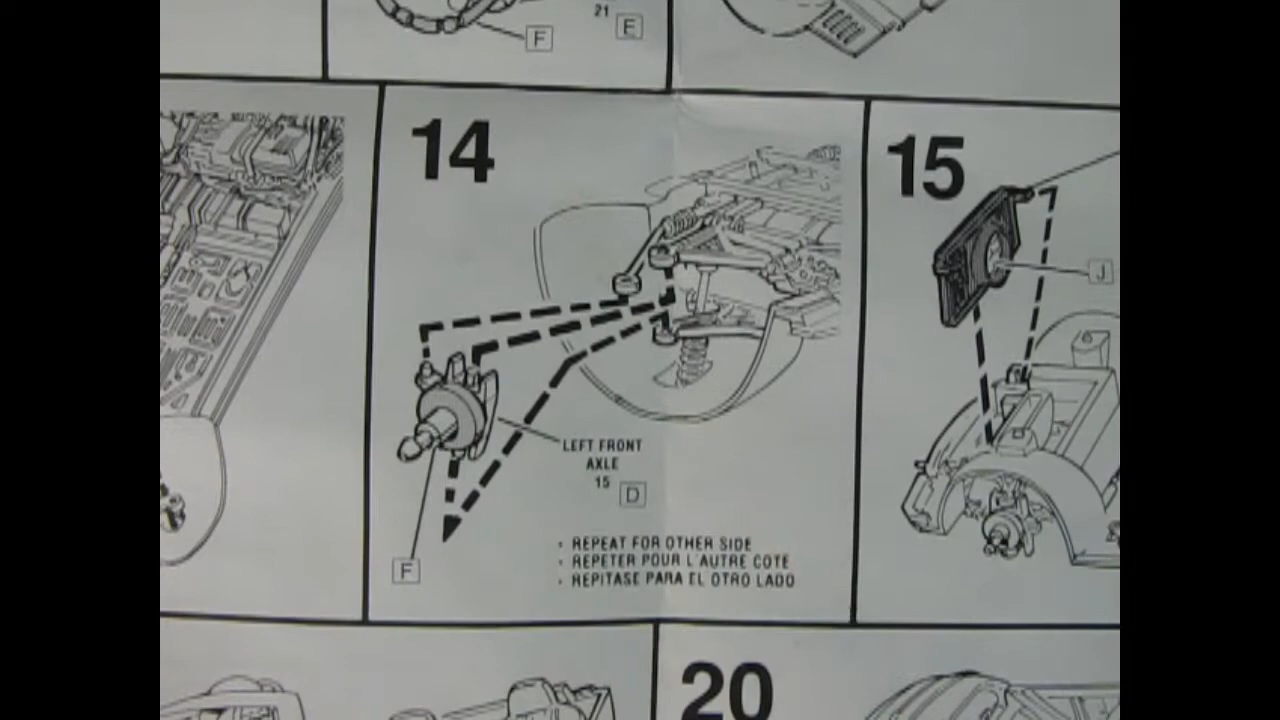 21 E
F
14
15
J
LEFT FRONT
AXLE
15 D
F
• REPEAT FOR OTHER SIDE
• REPETER POUR L'AUTRE COTE
• REPITASE PARA EL OTRO LADO
20